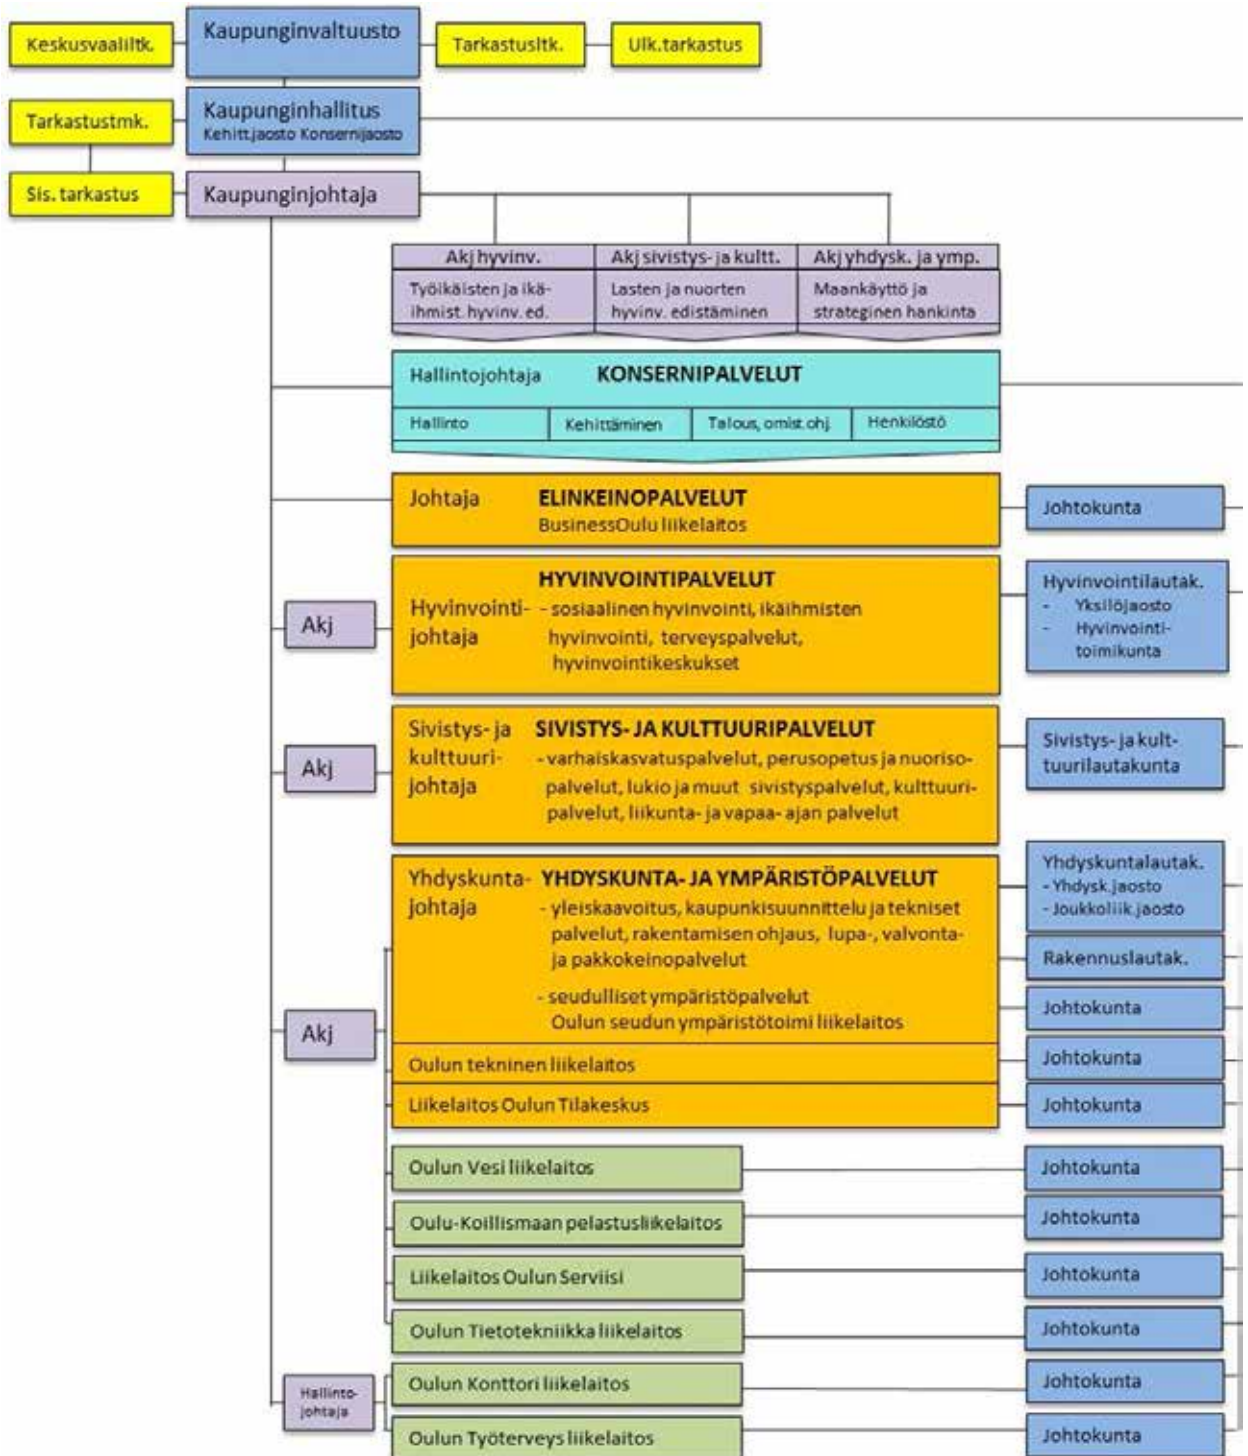 Keskusvaaliltk.
Kaupunginvaltuusto
Tarkastusltk.
Ulk.tarkastus
Tarkastustmk.
Kaupunginhallitus
Kehitt.jaosto Konsernijaosto
Sis. tarkastus
Kaupunginjohtaja
Akj hyvinv.
Akj sivistys- ja kultt.
Akj yhdysk. ja ymp.
Työikäisten ja ikä-
ihmist. hyvinv. ed.
Lasten ja nuorten
hyvinv. edistäminen
Maankäyttö ja
strateginen hankinta
Hallintojohtaja KONSERNIPALVELUT
Hallinto
Kehittäminen
Talous, omist.ohj.
Henkilöstö
Johtaja ELINKEINOPALVELUT
BusinessOulu liikelaitos
Johtokunta
Akj
Hyvinvointi-
johtaja
HYVINVOINTIPALVELUT
- sosiaalinen hyvinvointi, ikäihmisten
hyvinvointi, terveyspalvelut,
hyvinvointikeskukset
Hyvinvointilautak.
- Yksilöjaosto
- Hyvinvointi-
toimikunta
Akj
Sivistys- ja
kulttuuri-
johtaja
SIVISTYS- JA KULTTUURIPALVELUT
- varhaiskasvatuspalvelut, perusopetus ja nuoriso-
palvelut, lukio ja muut sivistyspalvelut, kulttuuri-
palvelut, liikunta- ja vapaa- ajan palvelut
Sivistys- ja kult-
tuurilautakunta
Akj
Yhdyskunta-
johtaja
YHDYSKUNTA- JA YMPÄRISTÖPALVELUT
- yleiskaavoitus, kaupunkisuunnittelu ja tekniset
palvelut, rakentamisen ohjaus, lupa-, valvonta-
ja pakkokeinopalvelut
- seudulliset ympäristöpalvelut
Oulun seudun ympäristötoimi liikelaitos
Yhdyskuntalautak.
- Yhdysk.jaosto
- Joukkoliik.jaosto
Rakennuslautak.
Johtokunta
Oulun tekninen liikelaitos
Johtokunta
Liikelaitos Oulun Tilakeskus
Johtokunta
Oulun Vesi liikelaitos
Johtokunta
Oulu-Koillismaan pelastusliikelaitos
Johtokunta
Liikelaitos Oulun Serviisi
Johtokunta
Oulun Tietotekniikka liikelaitos
Johtokunta
Hallinto-
johtaja
Oulun Konttori liikelaitos
Johtokunta
Oulun Työterveys liikelaitos
Johtokunta